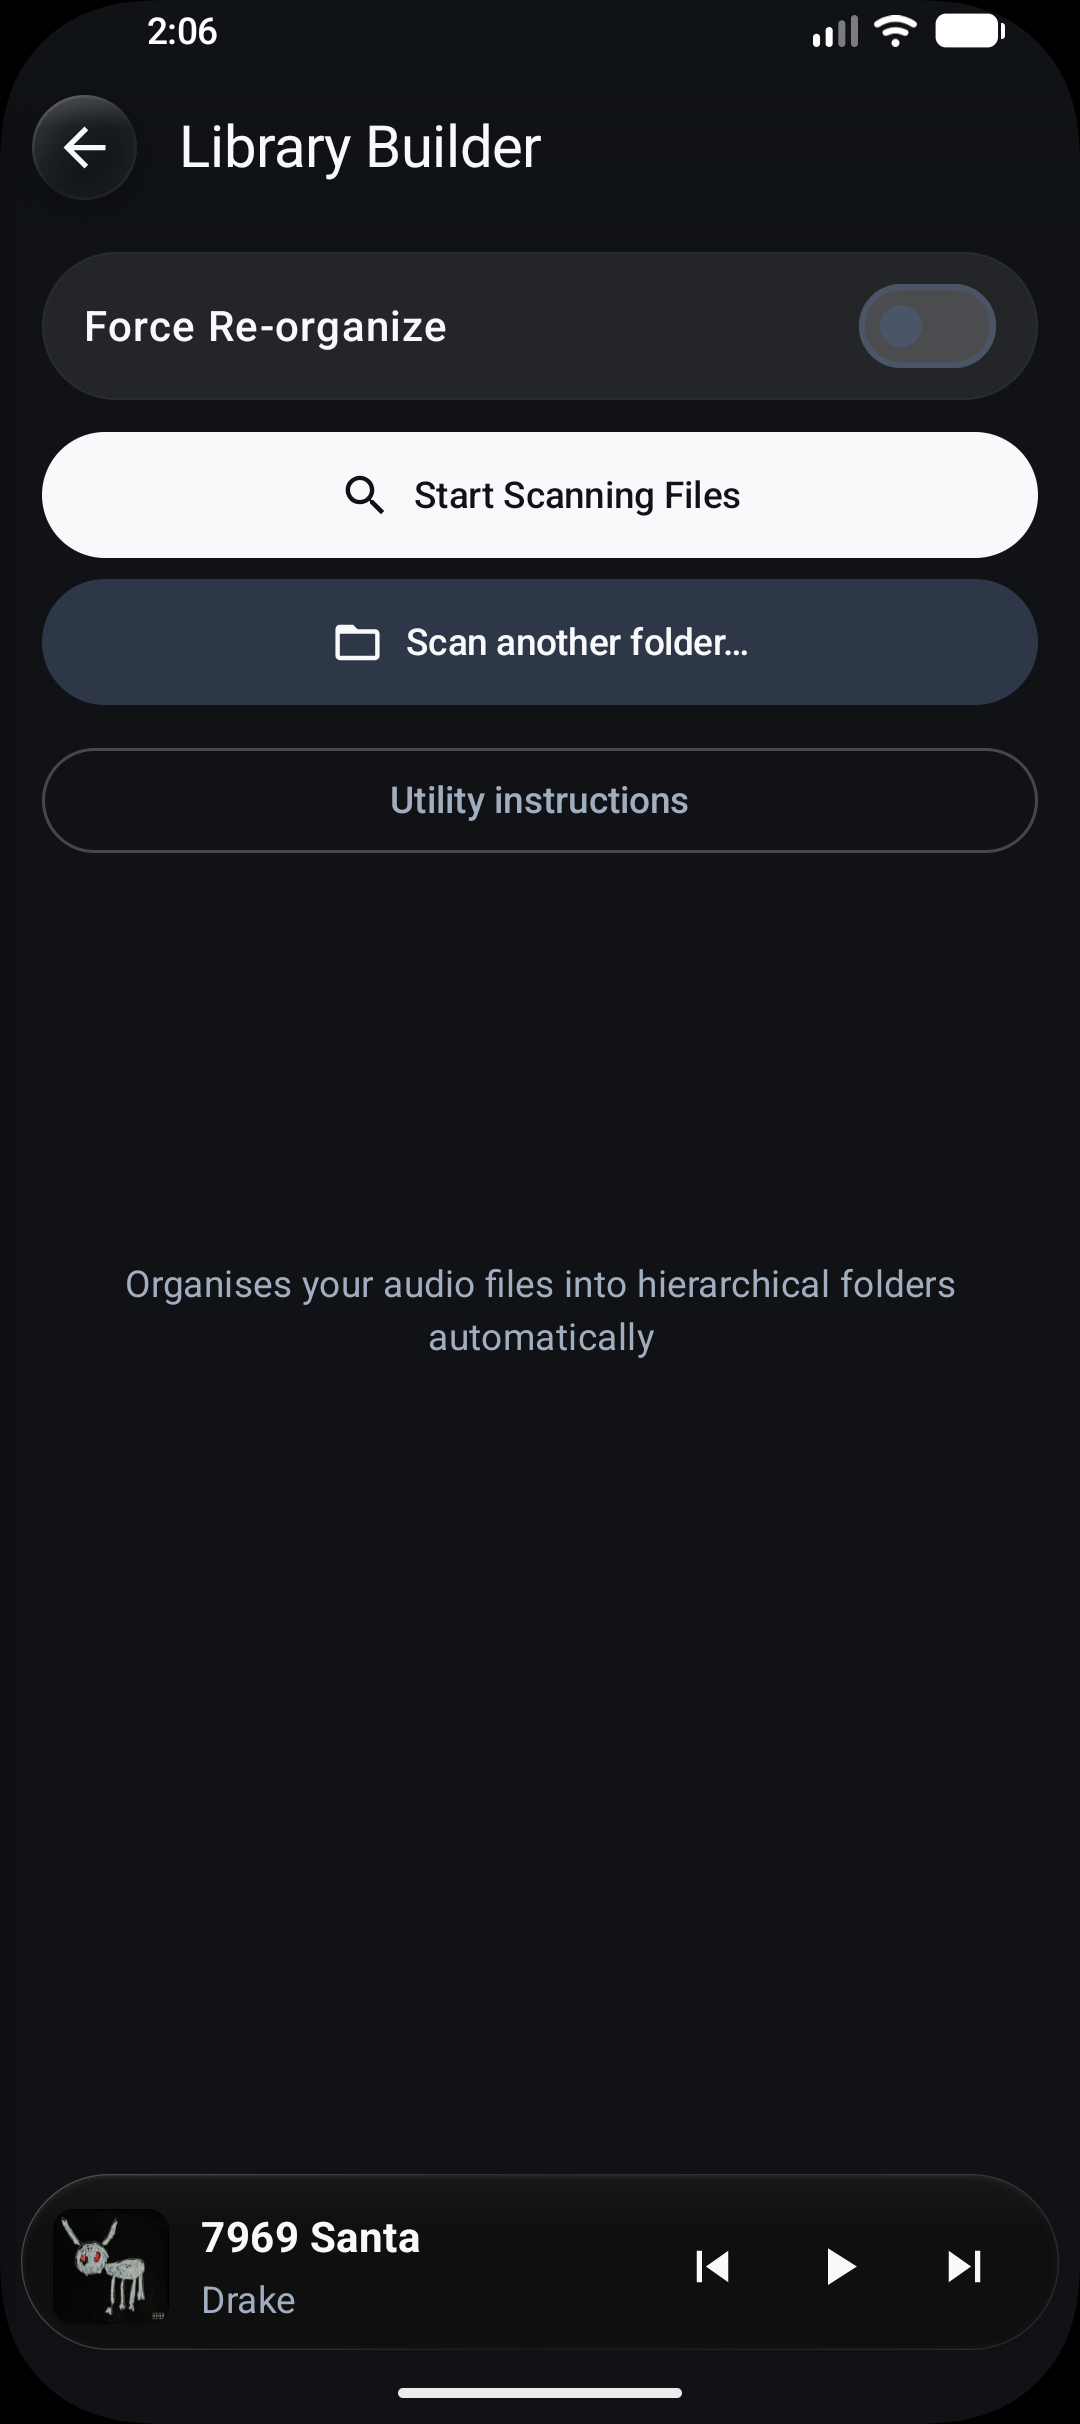 2:06
Library Builder
Force Re-organize
Start Scanning Files
Scan another folder...
Utility instructions
Organises your audio files into hierarchical folders
automatically
7969 Santa
Drake